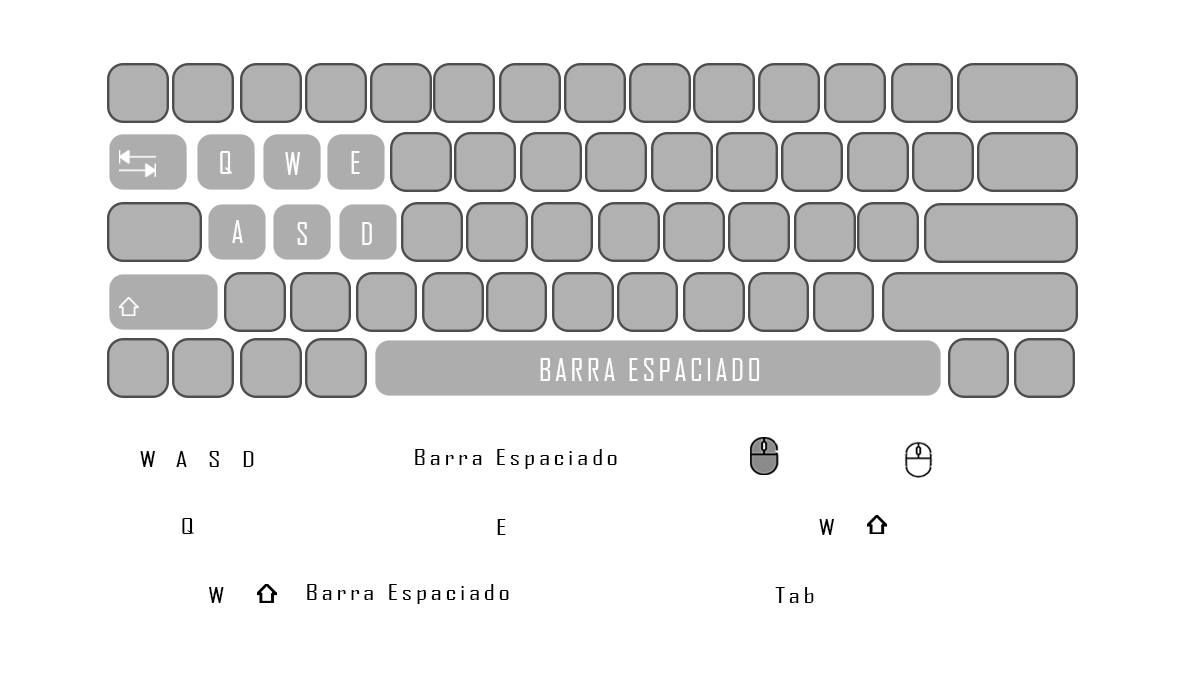 Q W E
A S D
BARRA ESPACIADO
W A S D Barra Espaciado
Q E W
W Barra Espaciado Tab